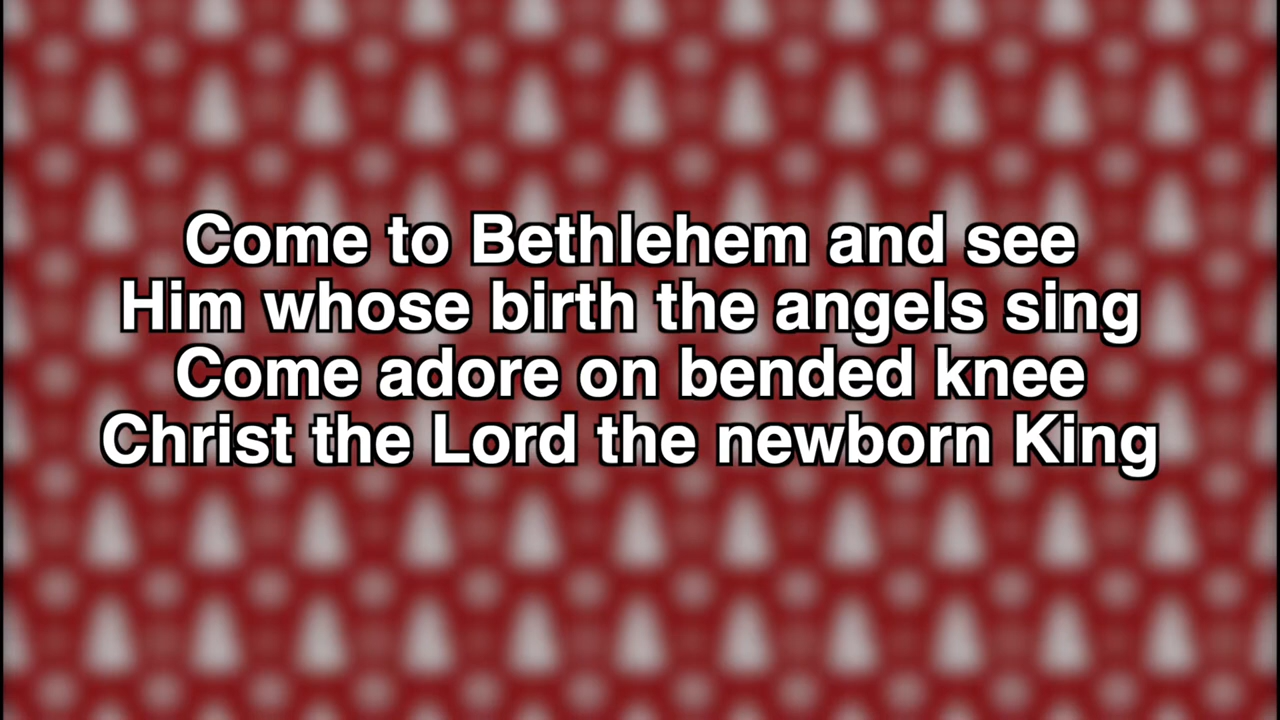 Come to Bethlehem and see
Him whose birth the angels sing
Come adore on bended knee
Christ the Lord the newborn King